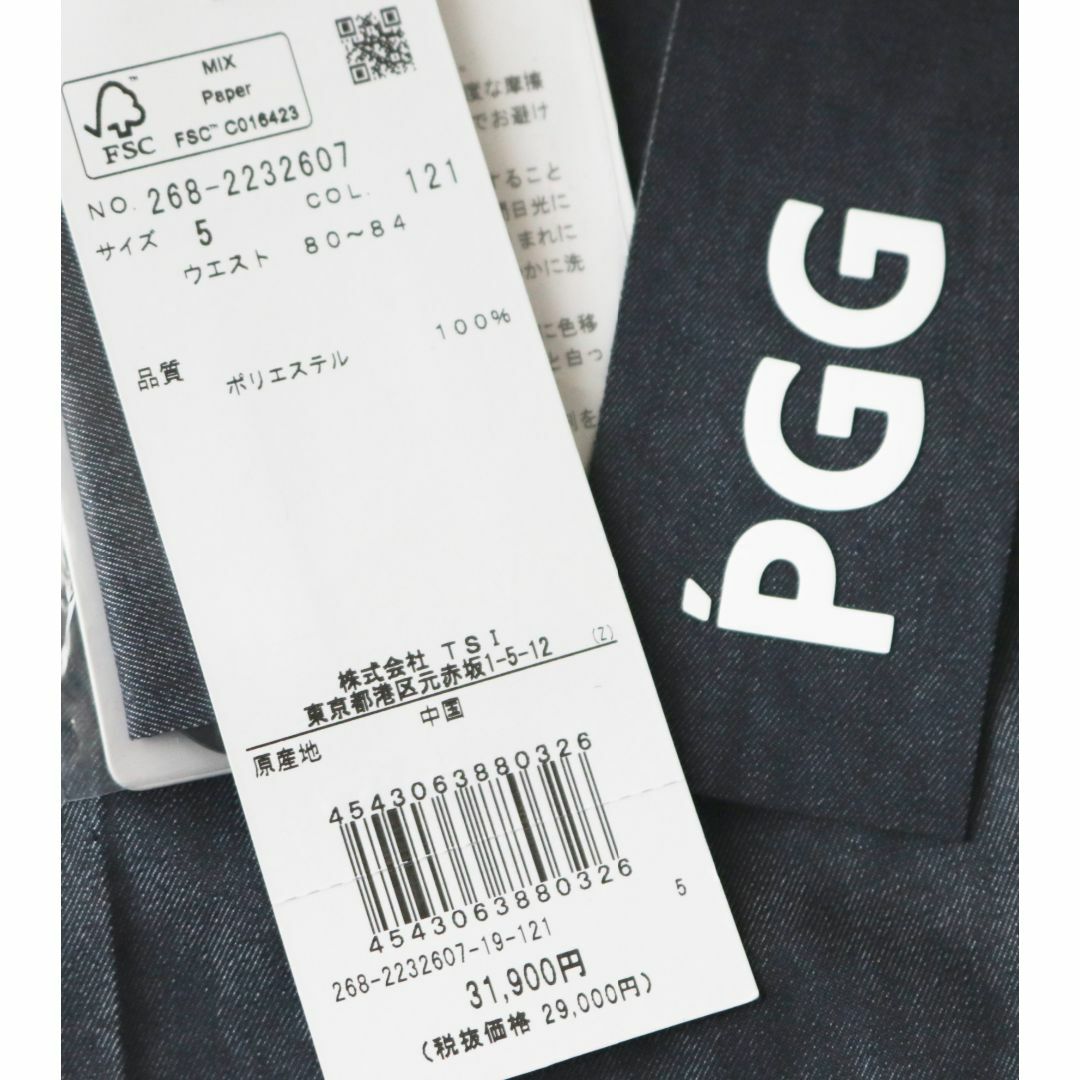 MIX
Paper
FSC™ C016423
FSC
NO. 268-2232607
COL. 121
サイズ 5
ウエスト 80~84
品質 ポリエステル 100%
株式会社 TSI (Z)
東京都港区元赤坂1-5-12
原産地 中国
4543063880326
4543063880326
268-2232607-19-121 5
31,900円
(税抜価格 29,000円)
度な摩擦
でお避け
すること
日光に
まれに
かに洗
に色移
と白っ
PGG